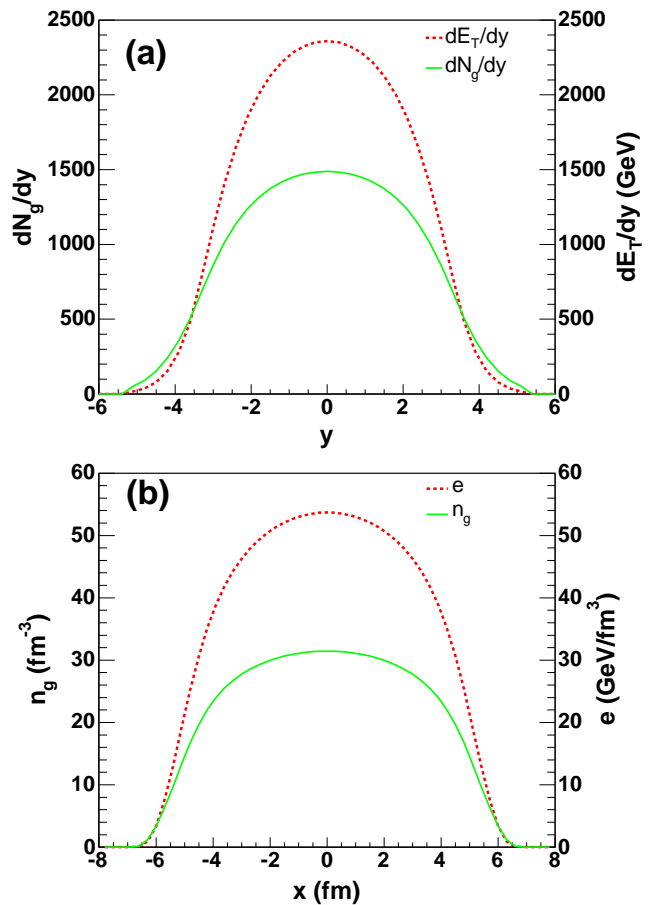 (a)
dE_T/dy
dN_g/dy
2500
2000
1500
1000
500
0
dN_g/dy
2500
2000
1500
1000
500
0
dE_T/dy (GeV)
-6 -4 -2 0 2 4 6
y
(b)
e
n_g
60
50
40
30
20
10
0
n_g (fm^-3)
60
50
40
30
20
10
0
e (GeV/fm^3)
-8 -6 -4 -2 0 2 4 6 8
x (fm)